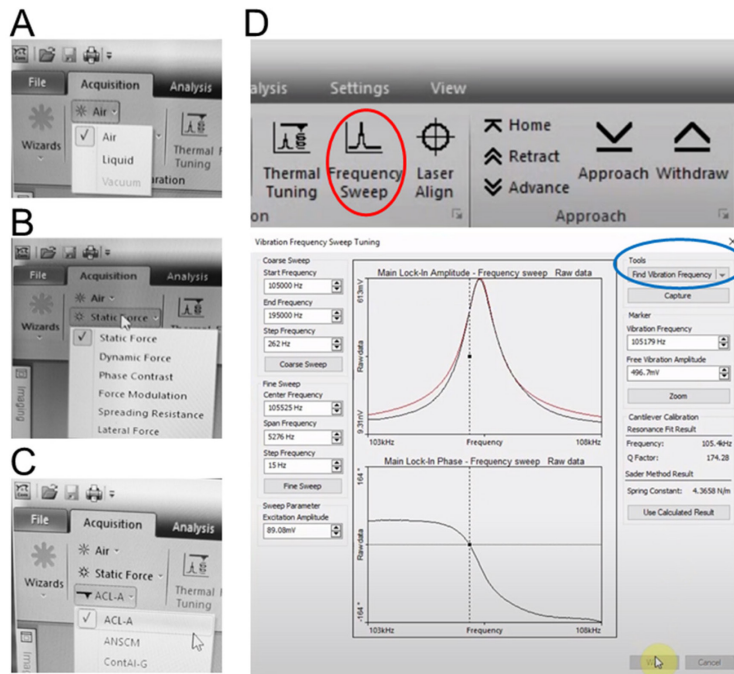 A
File Acquisition Analysis
Air
Air
Liquid
Vacuum
Wizards
Thermal
Tuning
B
File Acquisition Analysis
Air
Static Force
Wizards
Static Force
Dynamic Force
Phase Contrast
Force Modulation
Spreading Resistance
Lateral Force
Imaging
C
File Acquisition Analysis
Air
Static Force
ACL-A
Wizards
Thermal
Tuning
ACL-A
ANSCM
ContAl-G
D
alysis Settings View
Thermal
Tuning
Frequency
Sweep
Laser
Align
Home
Retract
Advance
Approach
Withdraw
Approach
Vibration Frequency Sweep Tuning
Coarse Sweep
Start Frequency
105000 Hz
End Frequency
195000 Hz
Step Frequency
262 Hz
Coarse Sweep
Fine Sweep
Center Frequency
105525 Hz
Span Frequency
5276 Hz
Step Frequency
15 Hz
Fine Sweep
Sweep Parameter
Excitation Amplitude
89.08mV
Main Lock-In Amplitude - Frequency sweep Raw data
613mV
Raw data
9.31mV
103kHz Frequency 108kHz
Main Lock-In Phase - Frequency sweep Raw data
164°
Raw data
-164°
103kHz Frequency 108kHz
Tools
Find Vibration Frequency
Capture
Marker
Vibration Frequency
105179 Hz
Free Vibration Amplitude
496.7mV
Zoom
Cantilever Calibration
Resonance Fit Result
Frequency: 105.4kHz
Q Factor: 174.28
Sader Method Result
Spring Constant: 4.3658 N/m
Use Calculated Result
Cancel